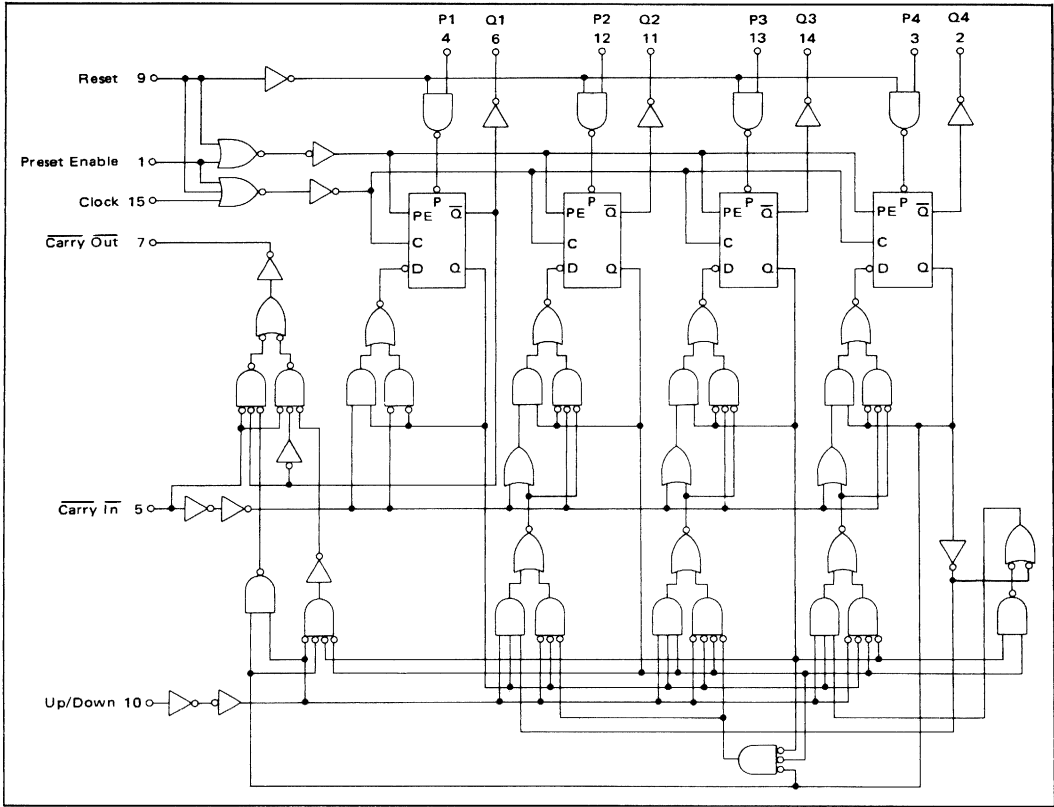 P1 Q1 P2 Q2 P3 Q3 P4 Q4
4 6 12 11 13 14 3 2
Reset 9
Preset Enable 1
Clock 15
Carry Out 7
P P P P
PE Q PE Q PE Q PE Q
C C C C
D Q D Q D Q D Q
Carry In 5
Up/Down 10